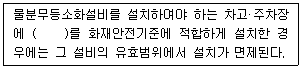 물분무등소화설비를 설치하여야 하는 차고·주차장
에 (    )를 화재안전기준에 적합하게 설치한 경
우에는 그 설비의 유효범위에서 설치가 면제된다.